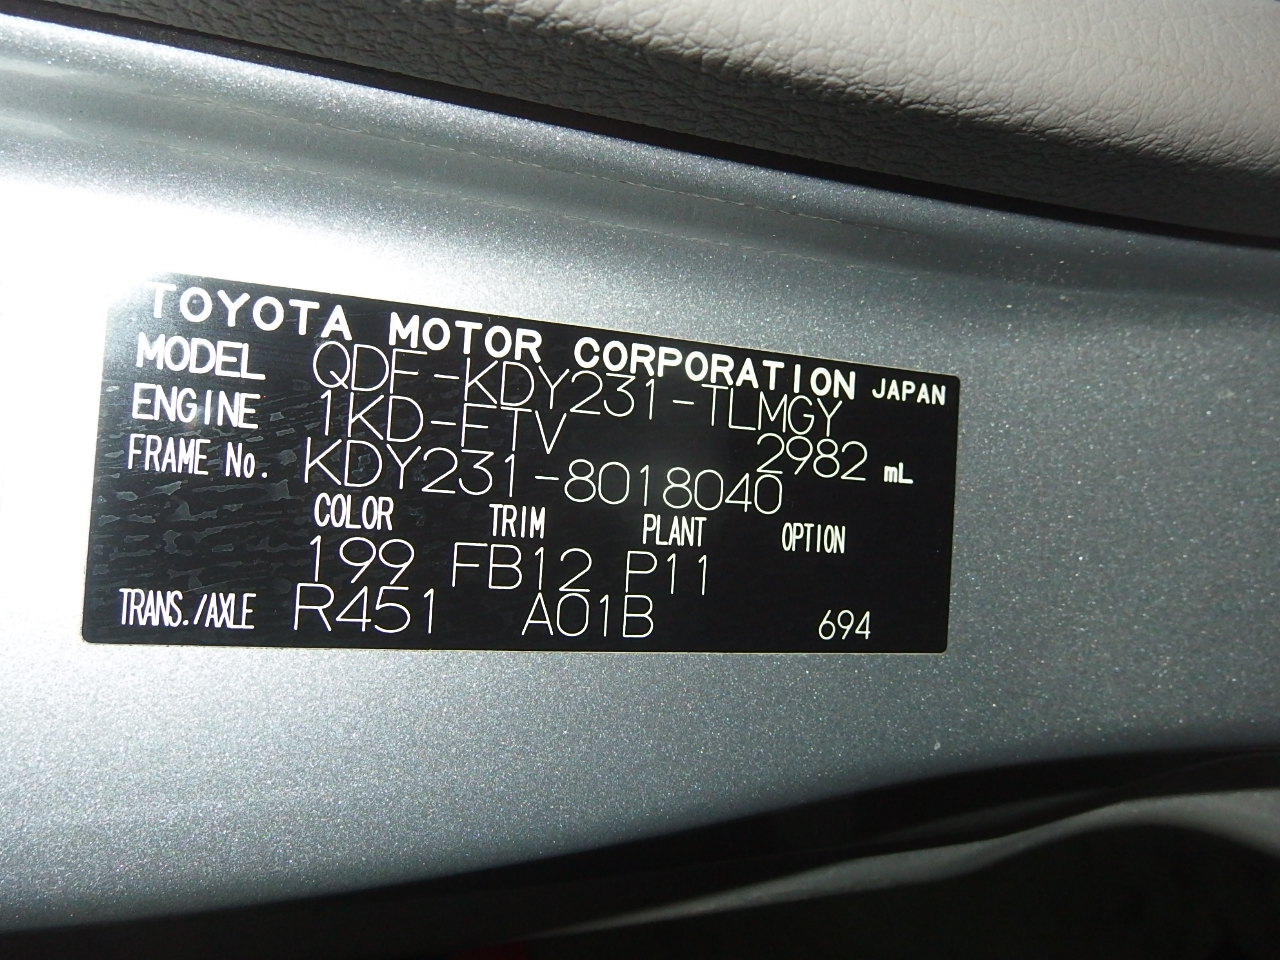 TOYOTA MOTOR CORPORATION JAPAN
MODEL QDF-KDY231-TLMGY
ENGINE 1KD-FTV 2982 mL
FRAME No. KDY231-8018040
COLOR TRIM PLANT OPTION
199 FB12 P11
TRANS./AXLE R451 A01B 694